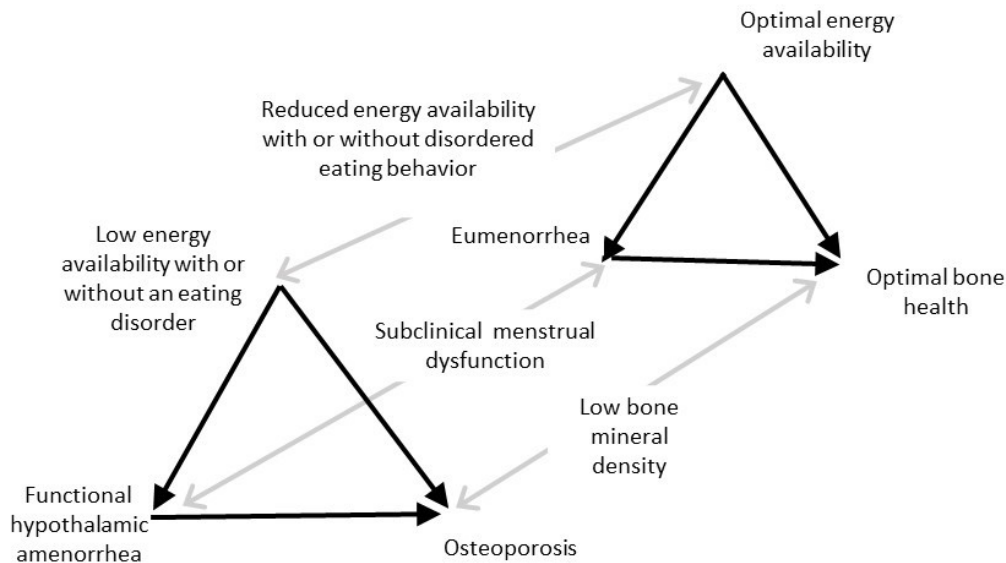 Optimal energy
availability
Reduced energy availability
with or without disordered
eating behavior
Low energy
availability with or
without an eating
disorder
Eumenorrhea
Optimal bone
health
Subclinical menstrual
dysfunction
Low bone
mineral
density
Functional
hypothalamic
amenorrhea
Osteoporosis